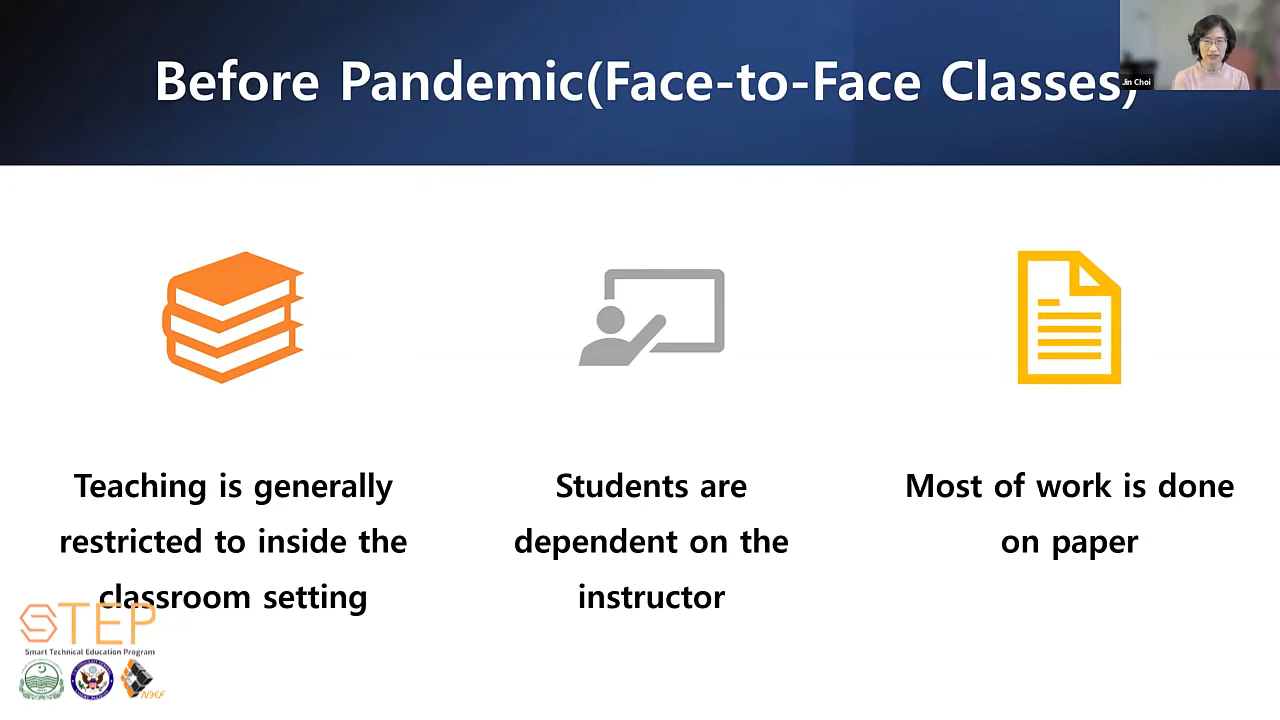 Before Pandemic(Face-to-Face Classes)
Jin Choi
Teaching is generally
restricted to inside the
classroom setting
Students are
dependent on the
instructor
Most of work is done
on paper
STEP
Smart Technical Education Program